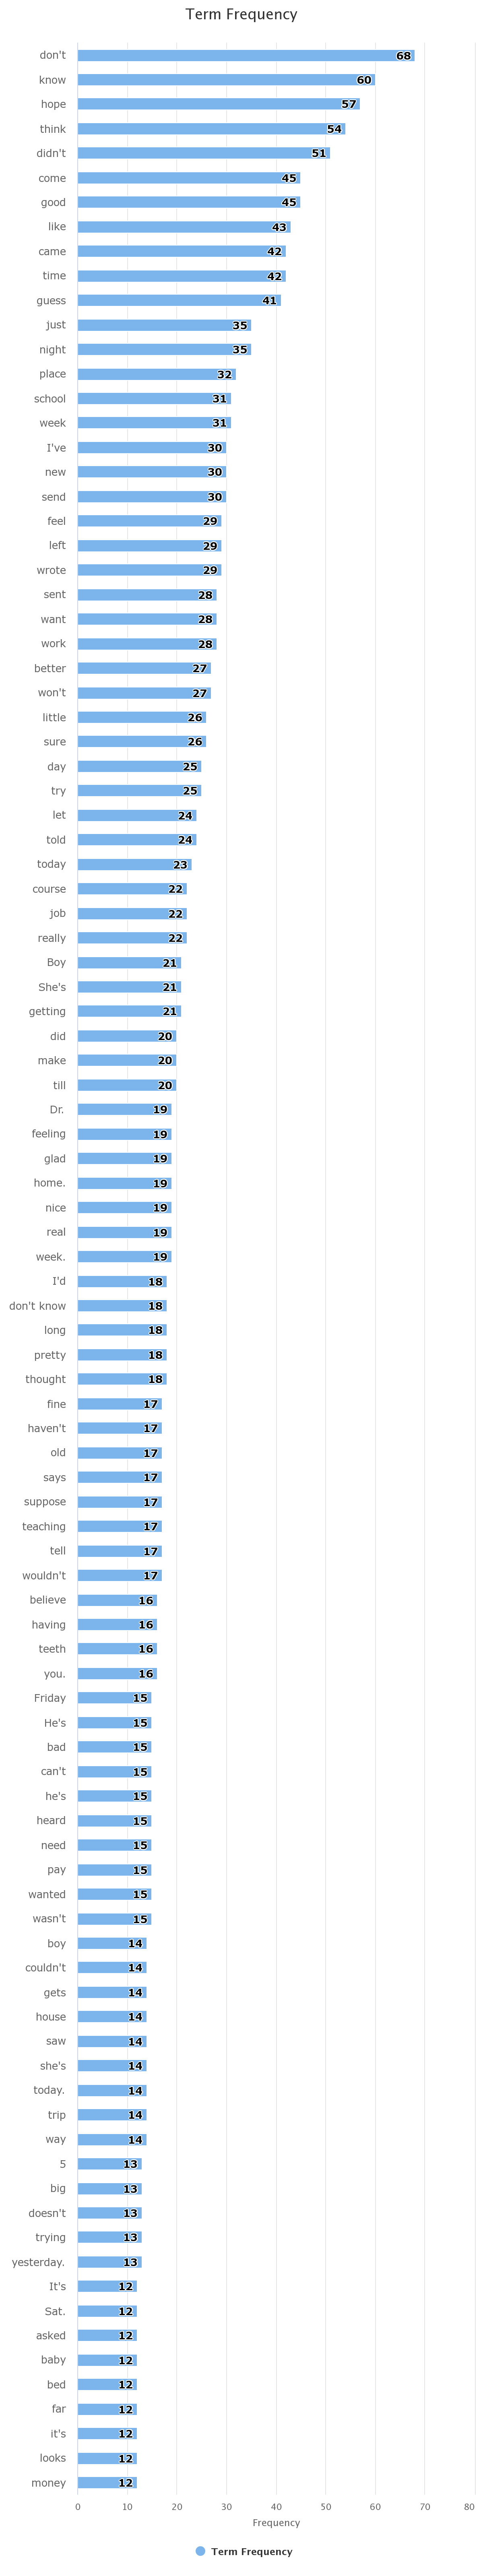 Term Frequency
don't 68
know 60
hope 57
think 54
didn't 51
come 45
good 45
like 43
came 42
time 42
guess 41
just 35
night 35
place 32
school 31
week 31
I've 30
new 30
send 30
feel 29
left 29
wrote 29
sent 28
want 28
work 28
better 27
won't 27
little 26
sure 26
day 25
try 25
let 24
told 24
today 23
course 22
job 22
really 22
Boy 21
She's 21
getting 21
did 20
make 20
till 20
Dr. 19
feeling 19
glad 19
home. 19
nice 19
real 19
week. 19
I'd 18
don't know 18
long 18
pretty 18
thought 18
fine 17
haven't 17
old 17
says 17
suppose 17
teaching 17
tell 17
wouldn't 17
believe 16
having 16
teeth 16
you. 16
Friday 15
He's 15
bad 15
can't 15
he's 15
heard 15
need 15
pay 15
wanted 15
wasn't 15
boy 14
couldn't 14
gets 14
house 14
saw 14
she's 14
today. 14
trip 14
way 14
5 13
big 13
doesn't 13
trying 13
yesterday. 13
It's 12
Sat. 12
asked 12
baby 12
bed 12
far 12
it's 12
looks 12
money 12
0 10 20 30 40 50 60 70 80
Frequency
Term Frequency